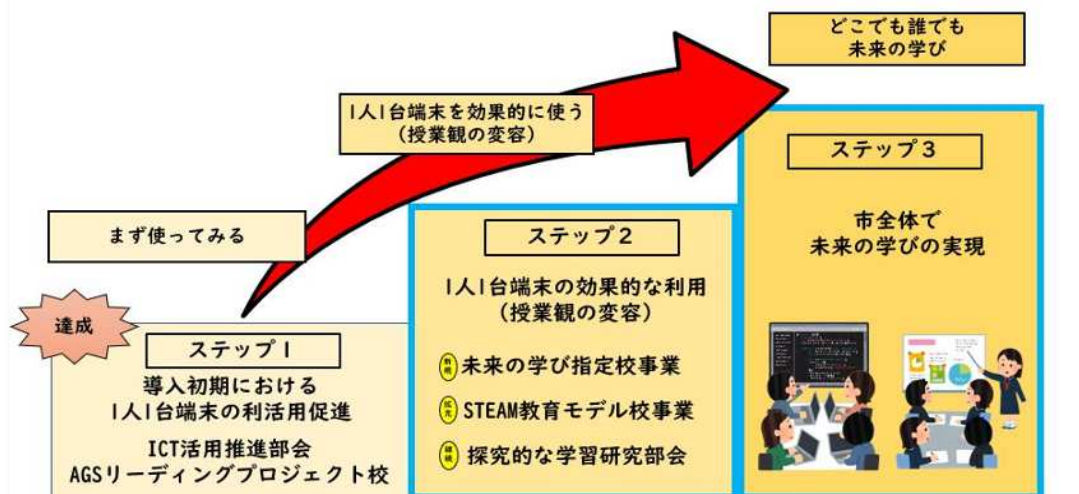 どこでも誰でも
未来の学び
1人1台端末を効果的に使う
(授業観の変容)
まず使ってみる
達成
ステップ1
導入初期における
1人1台端末の利活用促進
ICT活用推進部会
AGSリーディングプロジェクト校
ステップ2
1人1台端末の効果的な利用
(授業観の変容)
新規 未来の学び指定校事業
拡充 STEAM教育モデル校事業
継続 探究的な学習研究部会
ステップ3
市全体で
未来の学びの実現